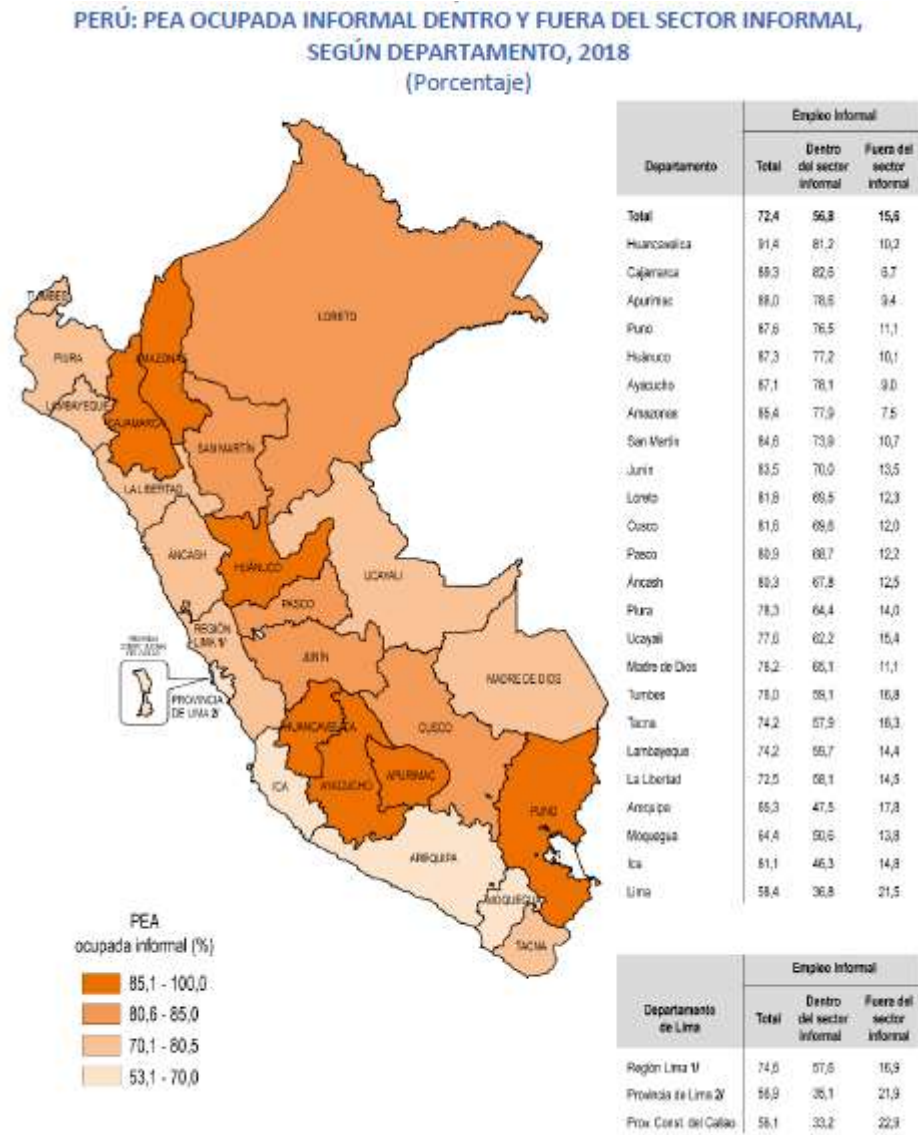 PERÚ: PEA OCUPADA INFORMAL DENTRO Y FUERA DEL SECTOR INFORMAL,
SEGÚN DEPARTAMENTO, 2018
(Porcentaje)
TUMBES
PIURA
LAMBAYEQUE
CAJAMARCA
AMAZONAS
LORETO
SAN MARTÍN
LA LIBERTAD
ÁNCASH
HUÁNUCO
UCAYALI
PASCO
REGIÓN
LIMA 1/
JUNÍN
PROVINCIA
DE LIMA 2/
MADRE DE DIOS
HUANCAVELICA
CUSCO
ICA
AYACUCHO
APURÍMAC
PUNO
AREQUIPA
MOQUEGUA
TACNA
PEA
ocupada informal (%)
85,1 - 100,0
80,6 - 85,0
70,1 - 80,5
53,1 - 70,0
Empleo Informal
Departamento Total Dentro del sector informal Fuera del sector informal
Total 72,4 56,8 15,6
Huancavelica 91,4 81,2 10,2
Cajamarca 89,3 82,6 6,7
Apurímac 88,0 78,6 9,4
Puno 87,6 76,5 11,1
Huánuco 87,3 77,2 10,1
Ayacucho 87,1 78,1 9,0
Amazonas 85,4 77,9 7,5
San Martín 84,6 73,9 10,7
Junín 83,5 70,0 13,5
Loreto 81,8 69,5 12,3
Cusco 81,6 69,6 12,0
Pasco 80,9 68,7 12,2
Áncash 80,3 67,8 12,5
Piura 78,3 64,4 14,0
Ucayali 77,6 62,2 15,4
Madre de Dios 76,2 65,1 11,1
Tumbes 76,0 59,1 16,8
Tacna 74,2 57,9 16,3
Lambayeque 74,2 59,7 14,4
La Libertad 72,5 58,1 14,5
Arequipa 65,3 47,5 17,8
Moquegua 64,4 50,6 13,8
Ica 61,1 46,3 14,8
Lima 58,4 36,8 21,5
Empleo Informal
Departamento de Lima Total Dentro del sector informal Fuera del sector informal
Región Lima 1/ 74,6 57,6 16,9
Provincia de Lima 2/ 56,9 35,1 21,9
Prov. Const. del Callao 56,1 33,2 22,9